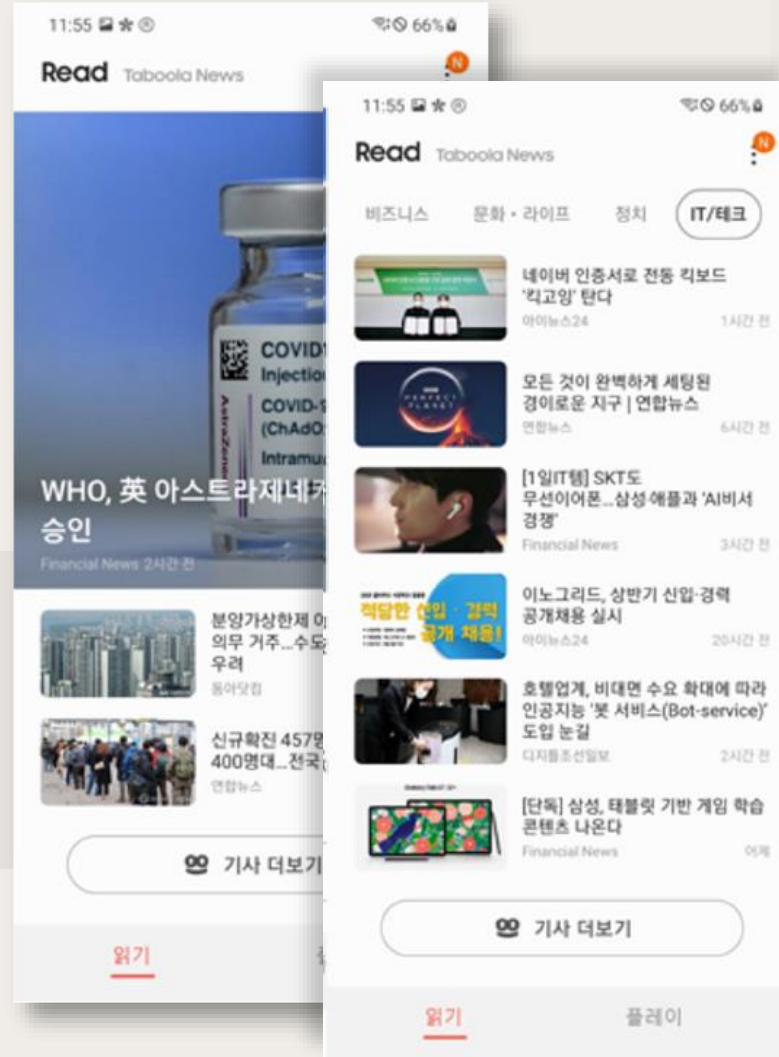 11:55
66%
Read Taboola News
N
COVID
Injection
COVID-
(ChAdO
Intramu
AstraZene
WHO, 英 아스트라제네카
승인
Financial News 2시간 전
분양가상한제
의무 거주...수도
우려
동아닷컴
신규확진 457명
400명대...전국
연합뉴스
기사 더보기
읽기
11:55
66%
Read Taboola News
N
비즈니스 문화 • 라이프 정치 IT/테크
네이버 인증서로 전동 킥보드
'킥고잉' 탄다
아이뉴스24 1시간 전
PERFECT
PLANET
모든 것이 완벽하게 세팅된
경이로운 지구 | 연합뉴스
연합뉴스 6시간 전
[1일IT템] SKT도
무선이어폰...삼성·애플과 'AI비서
경쟁'
Financial News 3시간 전
적당한 신입 · 경력
공개 채용!
이노그리드, 상반기 신입·경력
공개채용 실시
아이뉴스24 20시간 전
호텔업계, 비대면 수요 확대에 따라
인공지능 '봇 서비스(Bot-service)'
도입 눈길
디지틀조선일보 2시간 전
[단독] 삼성, 태블릿 기반 게임 학습
콘텐츠 나온다
Financial News 어제
기사 더보기
읽기 플레이